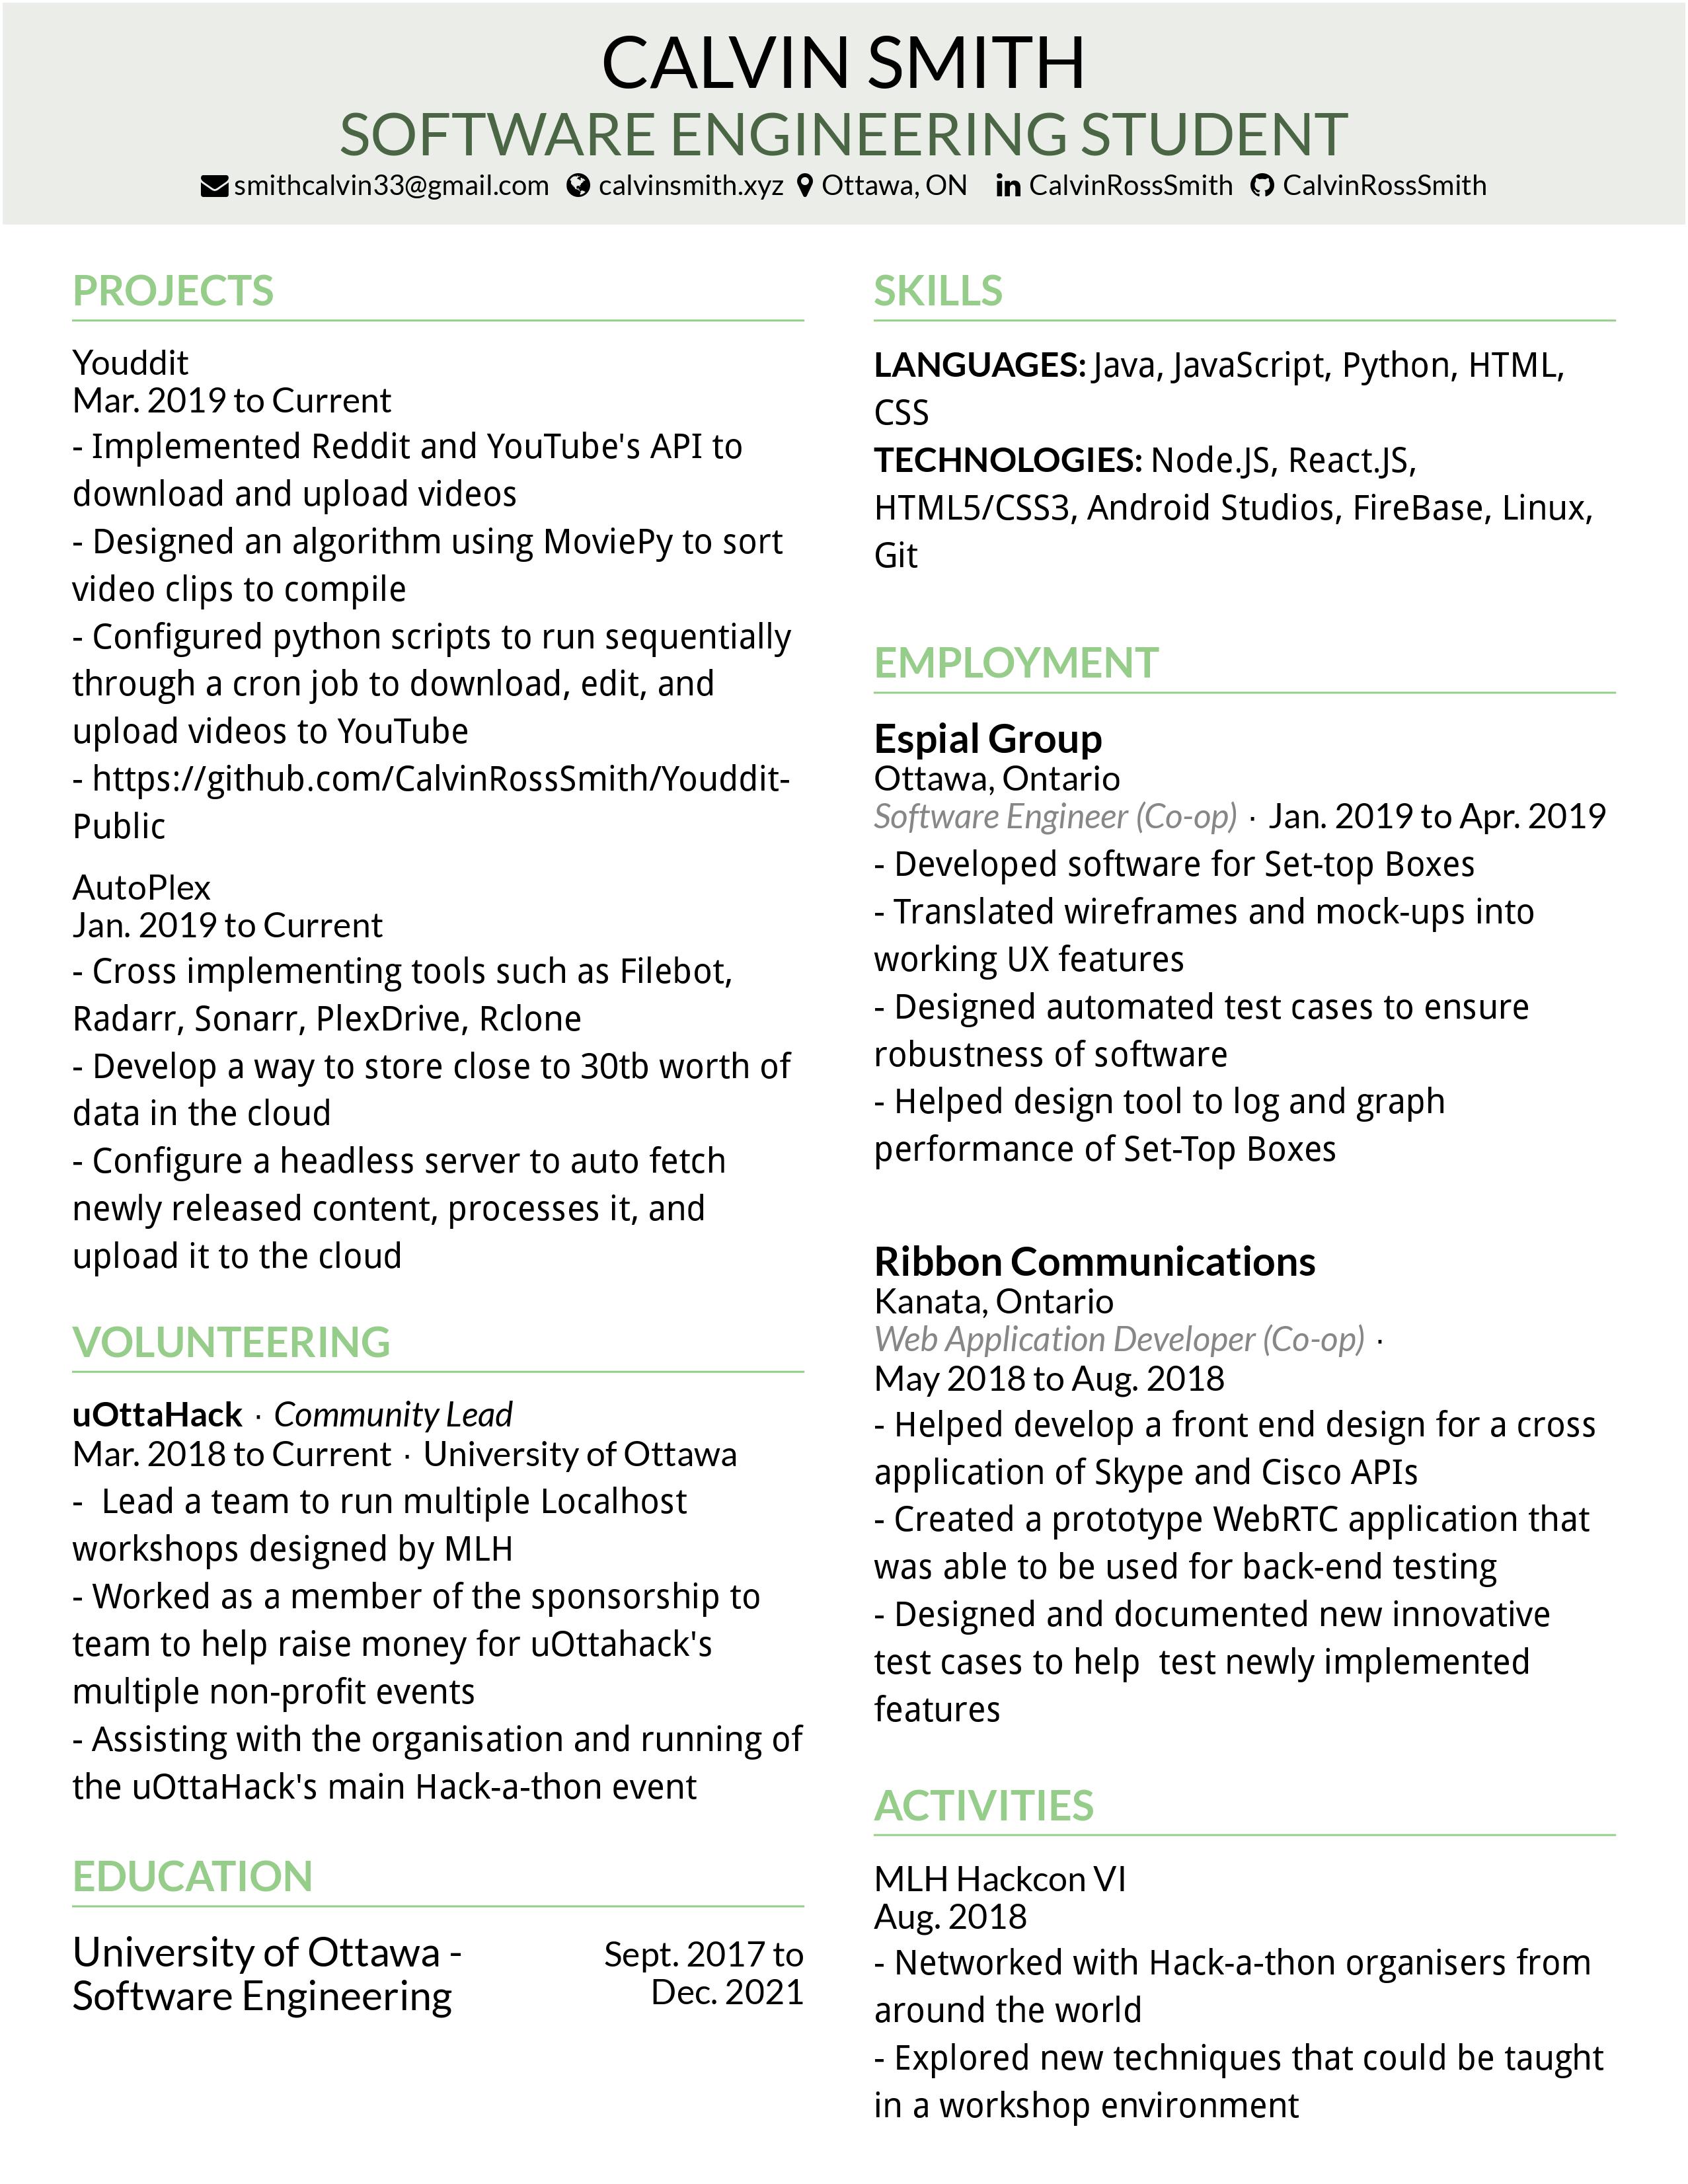 CALVIN SMITH
SOFTWARE ENGINEERING STUDENT
smithcalvin33@gmail.com calvinsmith.xyz Ottawa, ON CalvinRossSmith CalvinRossSmith
PROJECTS
Youddit
Mar. 2019 to Current
- Implemented Reddit and YouTube's API to
download and upload videos
- Designed an algorithm using MoviePy to sort
video clips to compile
- Configured python scripts to run sequentially
through a cron job to download, edit, and
upload videos to YouTube
- https://github.com/CalvinRossSmith/Youddit-
Public
AutoPlex
Jan. 2019 to Current
- Cross implementing tools such as Filebot,
Radarr, Sonarr, PlexDrive, Rclone
- Develop a way to store close to 30tb worth of
data in the cloud
- Configure a headless server to auto fetch
newly released content, processes it, and
upload it to the cloud
VOLUNTEERING
uOttaHack · Community Lead
Mar. 2018 to Current · University of Ottawa
-  Lead a team to run multiple Localhost
workshops designed by MLH
- Worked as a member of the sponsorship to
team to help raise money for uOttahack's
multiple non-profit events
- Assisting with the organisation and running of
the uOttaHack's main Hack-a-thon event
EDUCATION
University of Ottawa - Sept. 2017 to
Software Engineering Dec. 2021
SKILLS
LANGUAGES: Java, JavaScript, Python, HTML,
CSS
TECHNOLOGIES: Node.JS, React.JS,
HTML5/CSS3, Android Studios, FireBase, Linux,
Git
EMPLOYMENT
Espial Group
Ottawa, Ontario
Software Engineer (Co-op) · Jan. 2019 to Apr. 2019
- Developed software for Set-top Boxes
- Translated wireframes and mock-ups into
working UX features
- Designed automated test cases to ensure
robustness of software
- Helped design tool to log and graph
performance of Set-Top Boxes
Ribbon Communications
Kanata, Ontario
Web Application Developer (Co-op) ·
May 2018 to Aug. 2018
- Helped develop a front end design for a cross
application of Skype and Cisco APIs
- Created a prototype WebRTC application that
was able to be used for back-end testing
- Designed and documented new innovative
test cases to help  test newly implemented
features
ACTIVITIES
MLH Hackcon VI
Aug. 2018
- Networked with Hack-a-thon organisers from
around the world
- Explored new techniques that could be taught
in a workshop environment